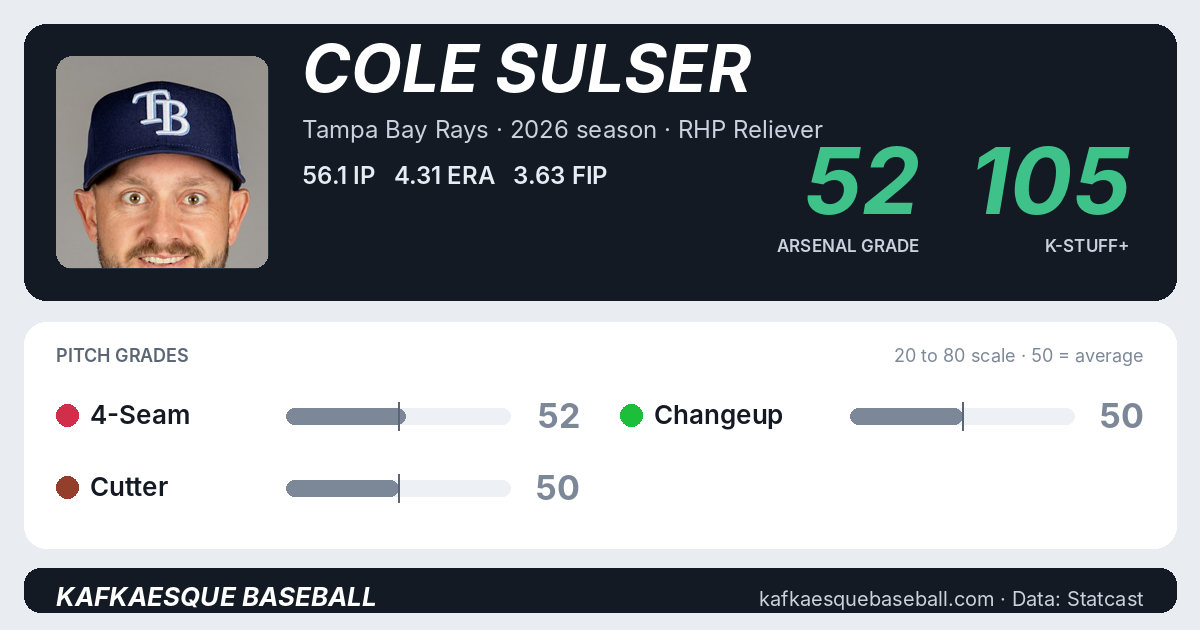 COLE SULSER
Tampa Bay Rays · 2026 season · RHP Reliever
56.1 IP 4.31 ERA 3.63 FIP
52 105
ARSENAL GRADE K-STUFF+
TB
PITCH GRADES 20 to 80 scale · 50 = average
4-Seam 52 Changeup 50
Cutter 50
KAFKAESQUE BASEBALL kafkaesquebaseball.com · Data: Statcast